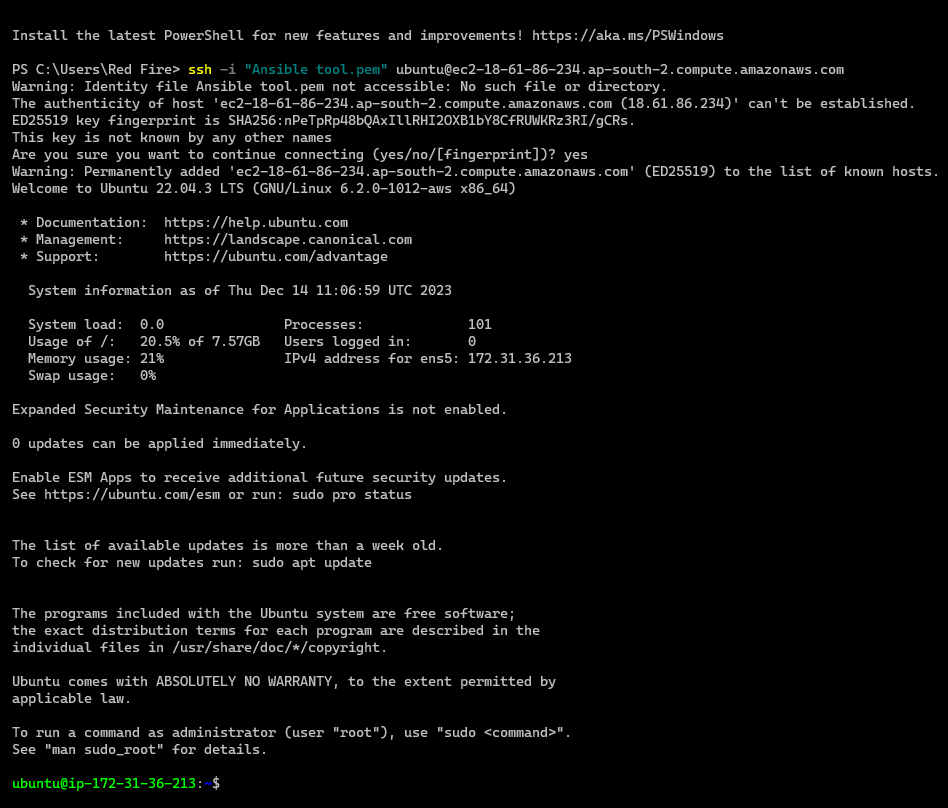 Install the latest PowerShell for new features and improvements! https://aka.ms/PSWindows
PS C:\Users\Red Fire> ssh -i "Ansible tool.pem" ubuntu@ec2-18-61-86-234.ap-south-2.compute.amazonaws.com
Warning: Identity file Ansible tool.pem not accessible: No such file or directory.
The authenticity of host 'ec2-18-61-86-234.ap-south-2.compute.amazonaws.com (18.61.86.234)' can't be established.
ED25519 key fingerprint is SHA256:nPeTpRp48bQAxIllRHI2OXB1bY8CfRUWKRz3RI/gCRs.
This key is not known by any other names
Are you sure you want to continue connecting (yes/no/[fingerprint])? yes
Warning: Permanently added 'ec2-18-61-86-234.ap-south-2.compute.amazonaws.com' (ED25519) to the list of known hosts.
Welcome to Ubuntu 22.04.3 LTS (GNU/Linux 6.2.0-1012-aws x86_64)
 * Documentation:  https://help.ubuntu.com
 * Management:     https://landscape.canonical.com
 * Support:        https://ubuntu.com/advantage
  System information as of Thu Dec 14 11:06:59 UTC 2023
  System load:  0.0               Processes:             101
  Usage of /:   20.5% of 7.57GB   Users logged in:       0
  Memory usage: 21%               IPv4 address for ens5: 172.31.36.213
  Swap usage:   0%
Expanded Security Maintenance for Applications is not enabled.
0 updates can be applied immediately.
Enable ESM Apps to receive additional future security updates.
See https://ubuntu.com/esm or run: sudo pro status
The list of available updates is more than a week old.
To check for new updates run: sudo apt update
The programs included with the Ubuntu system are free software;
the exact distribution terms for each program are described in the
individual files in /usr/share/doc/*/copyright.
Ubuntu comes with ABSOLUTELY NO WARRANTY, to the extent permitted by
applicable law.
To run a command as administrator (user "root"), use "sudo <command>".
See "man sudo_root" for details.
ubuntu@ip-172-31-36-213:~$